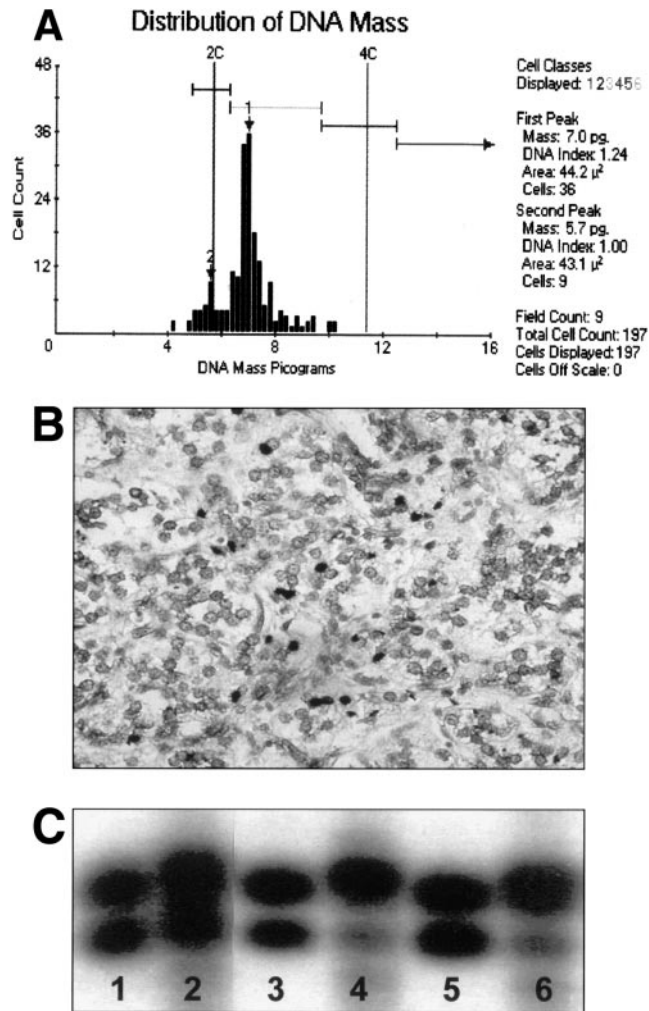 A
Distribution of DNA Mass
2C
4C
48
36
24
12
Cell Count
1
2
0
4
8
12
16
DNA Mass Picograms
Cell Classes
Displayed: 123456
First Peak
Mass: 7.0 pg.
DNA Index: 1.24
Area: 44.2 µ²
Cells: 36
Second Peak
Mass: 5.7 pg.
DNA Index: 1.00
Area: 43.1 µ²
Cells: 9
Field Count: 9
Total Cell Count: 197
Cells Displayed: 197
Cells Off Scale: 0
B
C
1 2 3 4 5 6